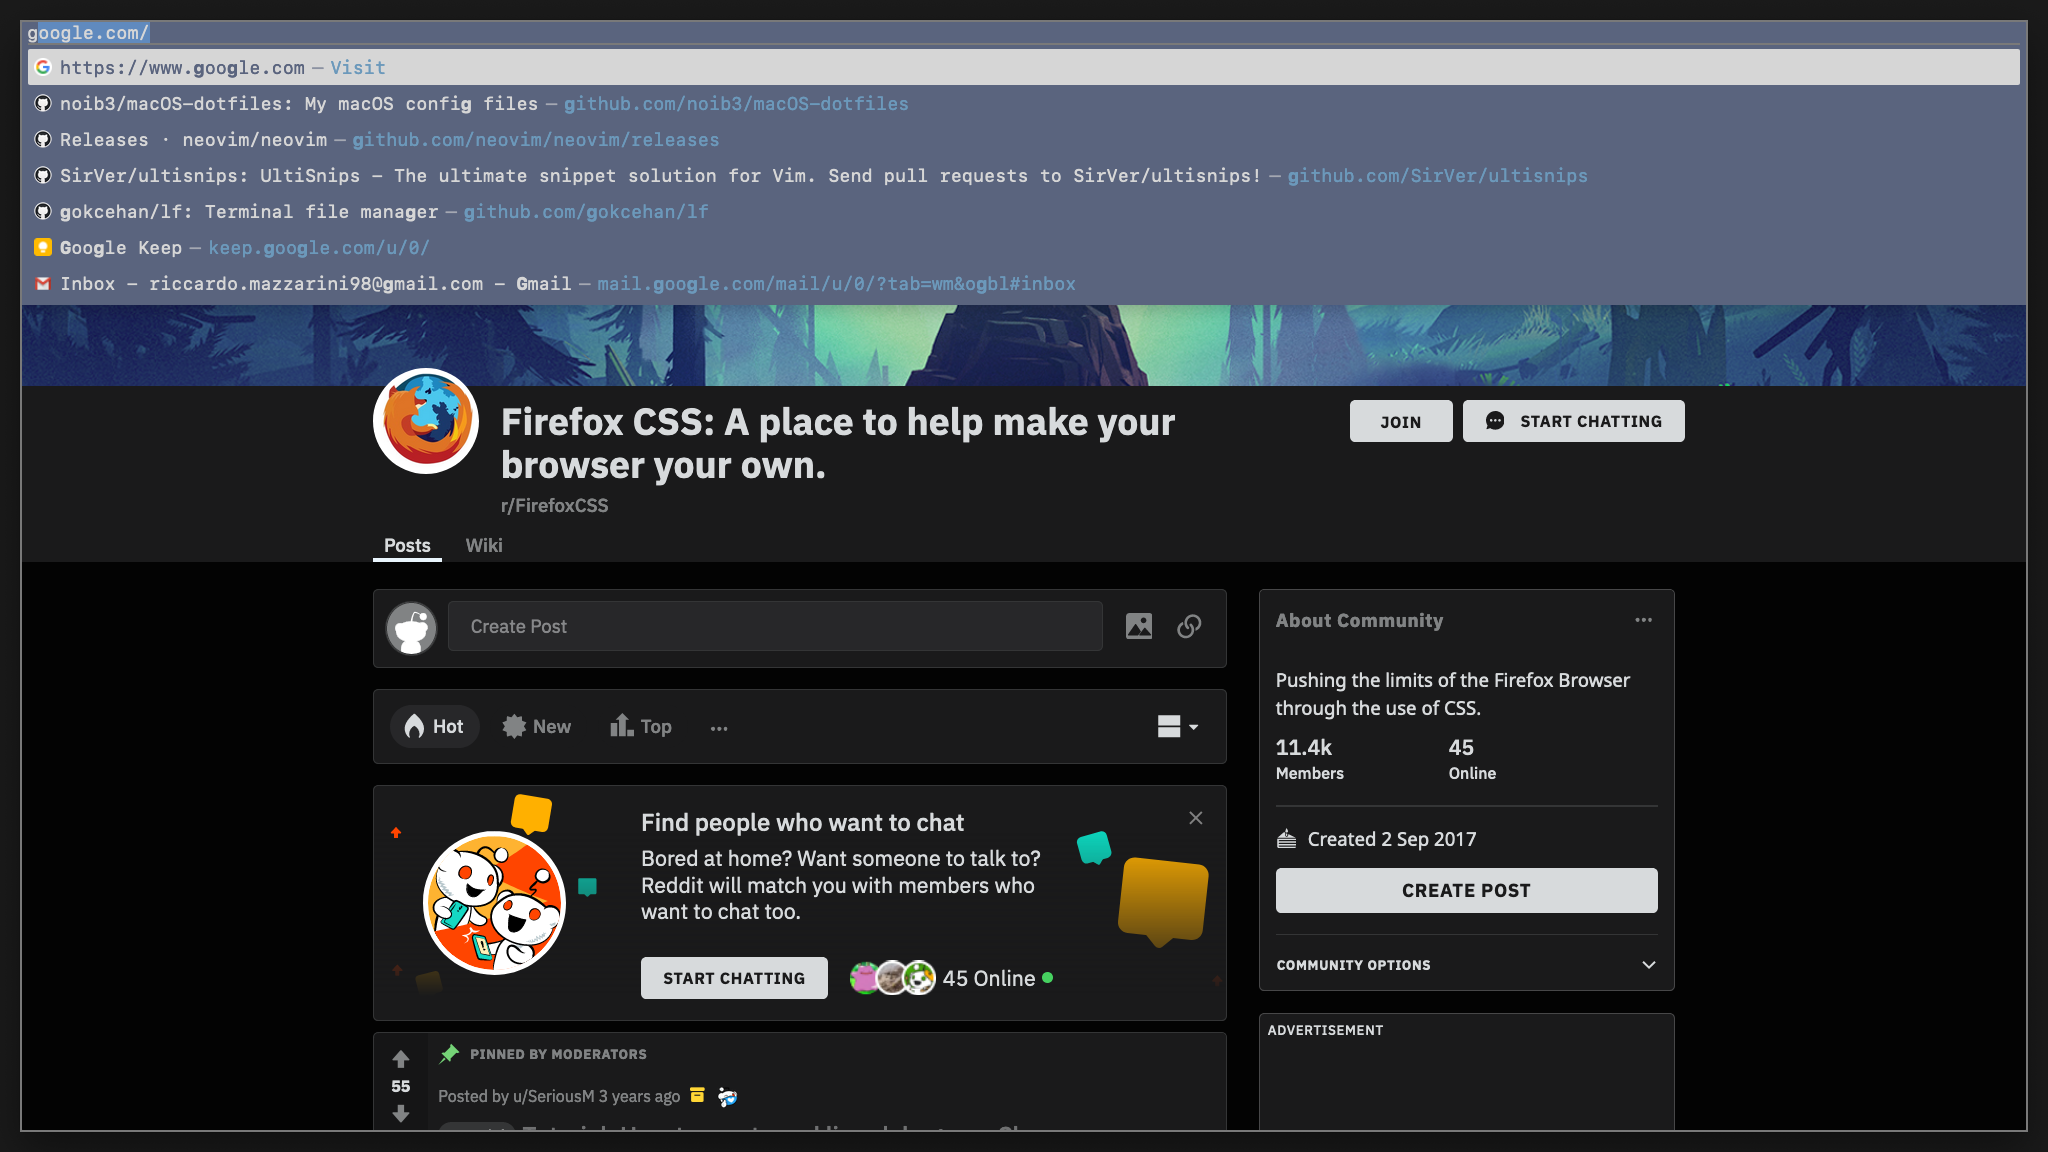 google.com/
https://www.google.com — Visit
noib3/macOS-dotfiles: My macOS config files — github.com/noib3/macOS-dotfiles
Releases · neovim/neovim — github.com/neovim/neovim/releases
SirVer/ultisnips: UltiSnips - The ultimate snippet solution for Vim. Send pull requests to SirVer/ultisnips! — github.com/SirVer/ultisnips
gokcehan/lf: Terminal file manager — github.com/gokcehan/lf
Google Keep — keep.google.com/u/0/
Inbox - riccardo.mazzarini98@gmail.com - Gmail — mail.google.com/mail/u/0/?tab=wm&ogbl#inbox
Firefox CSS: A place to help make your
browser your own.
JOIN
START CHATTING
r/FirefoxCSS
Posts Wiki
Create Post
Hot New Top ...
Find people who want to chat
Bored at home? Want someone to talk to?
Reddit will match you with members who
want to chat too.
START CHATTING 45 Online
PINNED BY MODERATORS
55
Posted by u/SeriousM 3 years ago
About Community
Pushing the limits of the Firefox Browser
through the use of CSS.
11.4k 45
Members Online
Created 2 Sep 2017
CREATE POST
COMMUNITY OPTIONS
ADVERTISEMENT